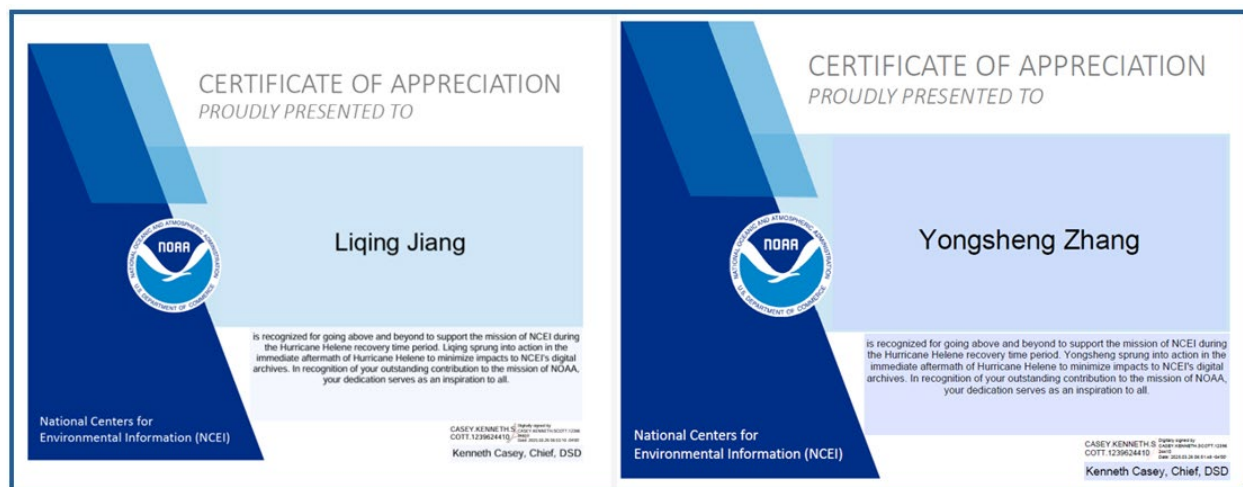 CERTIFICATE OF APPRECIATION
PROUDLY PRESENTED TO
NATIONAL OCEANIC AND ATMOSPHERIC ADMINISTRATION
NOAA
U.S. DEPARTMENT OF COMMERCE
Liqing Jiang
is recognized for going above and beyond to support the mission of NCEI during
the Hurricane Helene recovery time period. Liqing sprung into action in the
immediate aftermath of Hurricane Helene to minimize impacts to NCEI's digital
archives. In recognition of your outstanding contribution to the mission of NOAA,
your dedication serves as an inspiration to all.
National Centers for
Environmental Information (NCEI)
CASEY.KENNETH.S
COTT.1239624410
Digitally signed by
Kenneth Casey, Chief, DSD
CERTIFICATE OF APPRECIATION
PROUDLY PRESENTED TO
NATIONAL OCEANIC AND ATMOSPHERIC ADMINISTRATION
NOAA
U.S. DEPARTMENT OF COMMERCE
Yongsheng Zhang
is recognized for going above and beyond to support the mission of NCEI during
the Hurricane Helene recovery time period. Yongsheng sprung into action in the
immediate aftermath of Hurricane Helene to minimize impacts to NCEI's digital
archives. In recognition of your outstanding contribution to the mission of NOAA,
your dedication serves as an inspiration to all.
National Centers for
Environmental Information (NCEI)
CASEY.KENNETH.S
COTT.1239624410
Digitally signed by
Kenneth Casey, Chief, DSD